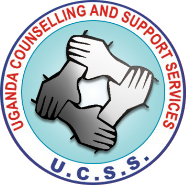 UGANDA COUNSELLING AND SUPPORT SERVICES
U.C.S.S.